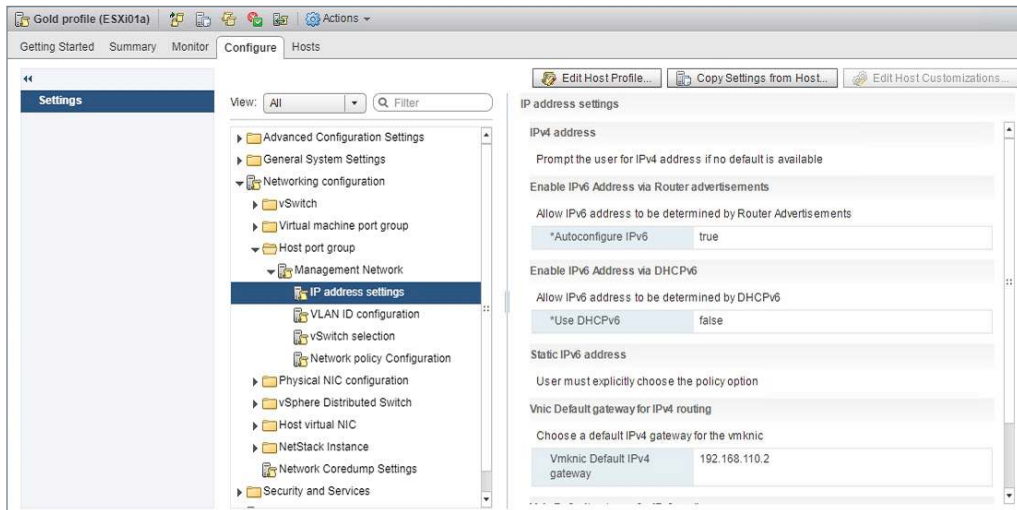 Gold profile (ESXi01a) Actions
Getting Started Summary Monitor Configure Hosts
Edit Host Profile... Copy Settings from Host... Edit Host Customizations...
Settings
View: All Filter
Advanced Configuration Settings
General System Settings
Networking configuration
vSwitch
Virtual machine port group
Host port group
Management Network
IP address settings
VLAN ID configuration
vSwitch selection
Network policy Configuration
Physical NIC configuration
vSphere Distributed Switch
Host virtual NIC
NetStack Instance
Network Coredump Settings
Security and Services
IP address settings
IPv4 address
Prompt the user for IPv4 address if no default is available
Enable IPv6 Address via Router advertisements
Allow IPv6 address to be determined by Router Advertisements
*Autoconfigure IPv6 true
Enable IPv6 Address via DHCPv6
Allow IPv6 address to be determined by DHCPv6
*Use DHCPv6 false
Static IPv6 address
User must explicitly choose the policy option
Vnic Default gateway for IPv4 routing
Choose a default IPv4 gateway for the vmknic
Vmknic Default IPv4 192.168.110.2
gateway